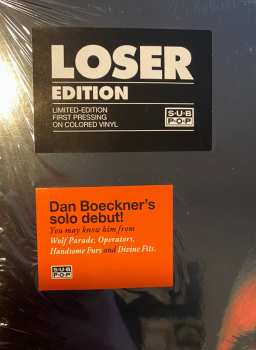 LOSER
EDITION
LIMITED-EDITION
FIRST PRESSING
ON COLORED VINYL
SUB
POP
Dan Boeckner's
solo debut!
You may know him from
Wolf Parade, Operators,
Handsome Furs and Divine Fits.
SUB
POP